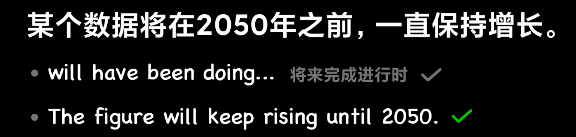 某个数据将在2050年之前，一直保持增长。
• will have been doing... 将来完成进行时 ✓
• The figure will keep rising until 2050. ✓